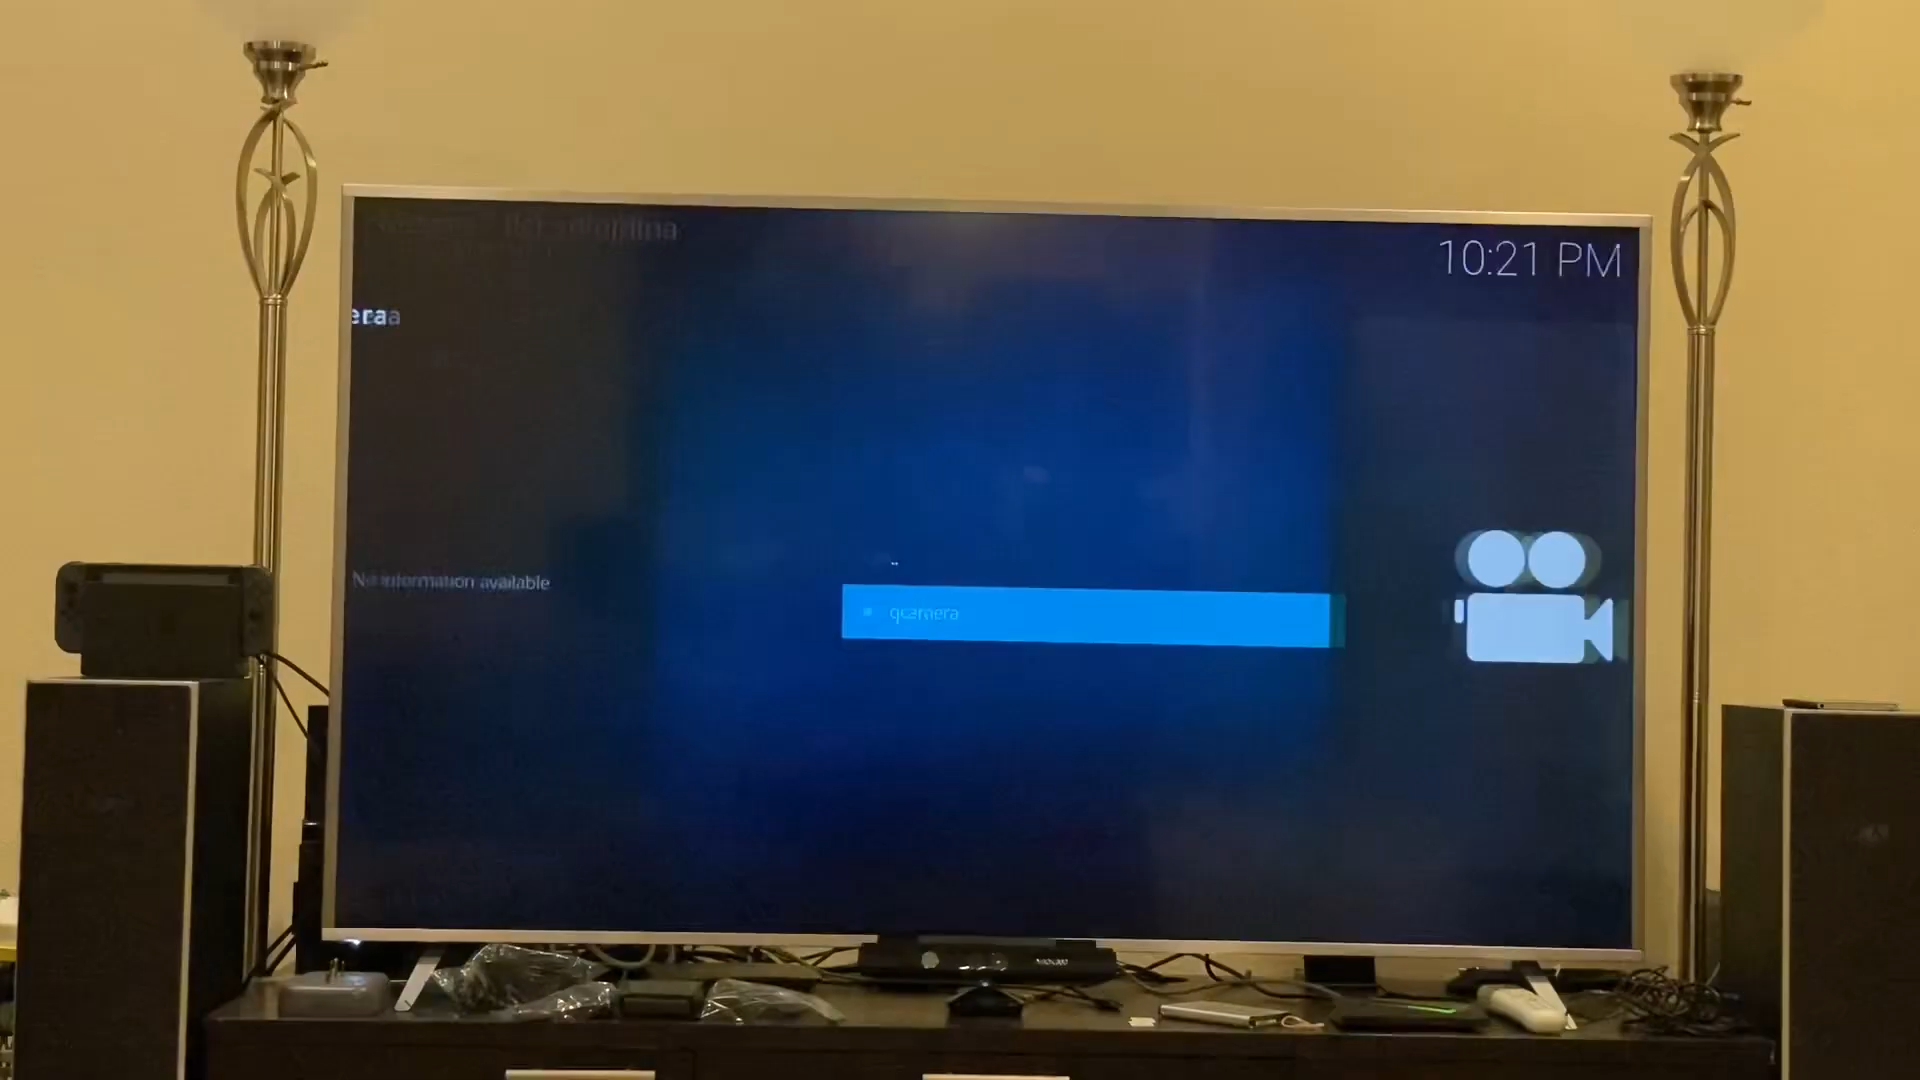 10:21 PM
eraa
No information available
..
qcamera